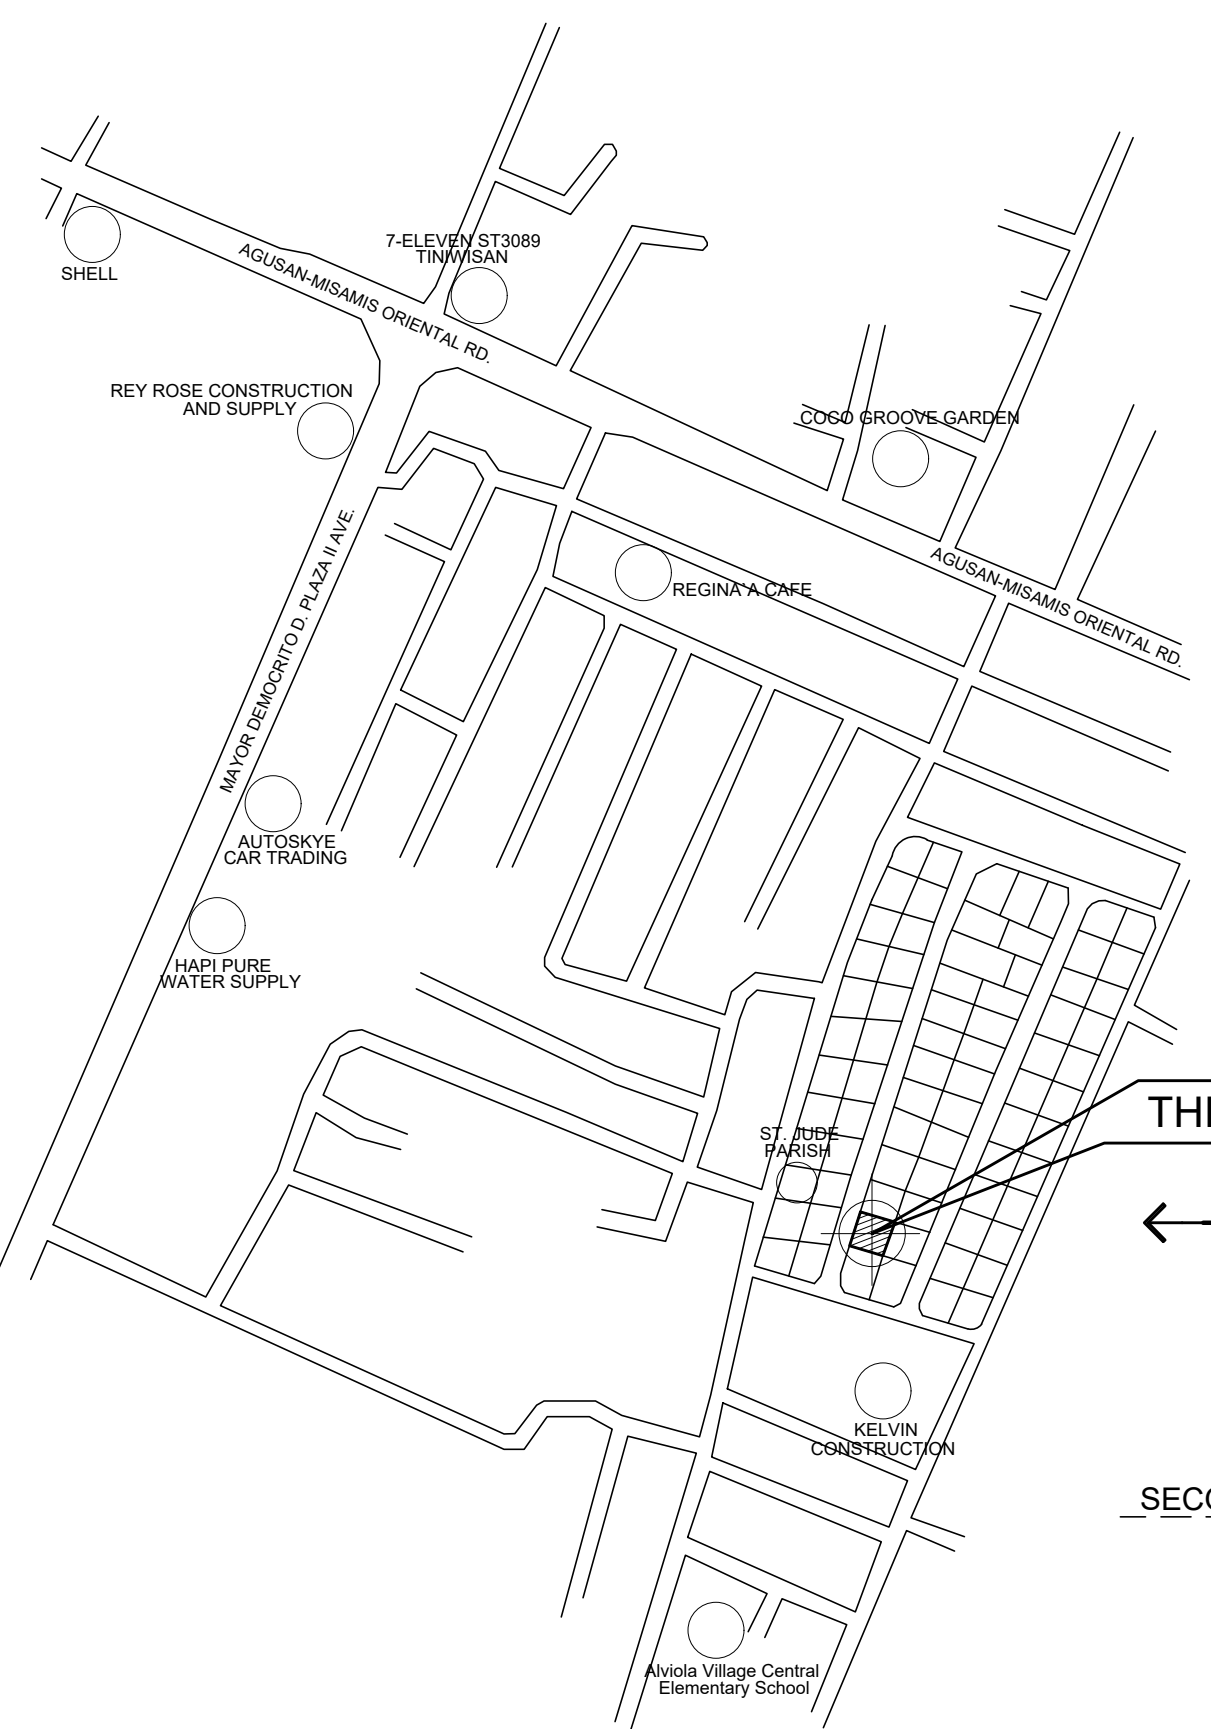 7-ELEVEN ST3089
TINIWISAN
SHELL
AGUSAN-MISAMIS ORIENTAL RD.
REY ROSE CONSTRUCTION
AND SUPPLY
COCO GROOVE GARDEN
MAYOR DEMOCRITO D. PLAZA II AVE.
REGINA`A CAFE
AGUSAN-MISAMIS ORIENTAL RD.
AUTOSKYE
CAR TRADING
HAPI PURE
WATER SUPPLY
ST. JUDE
PARISH
KELVIN
CONSTRUCTION
Alviola Village Central
Elementary School